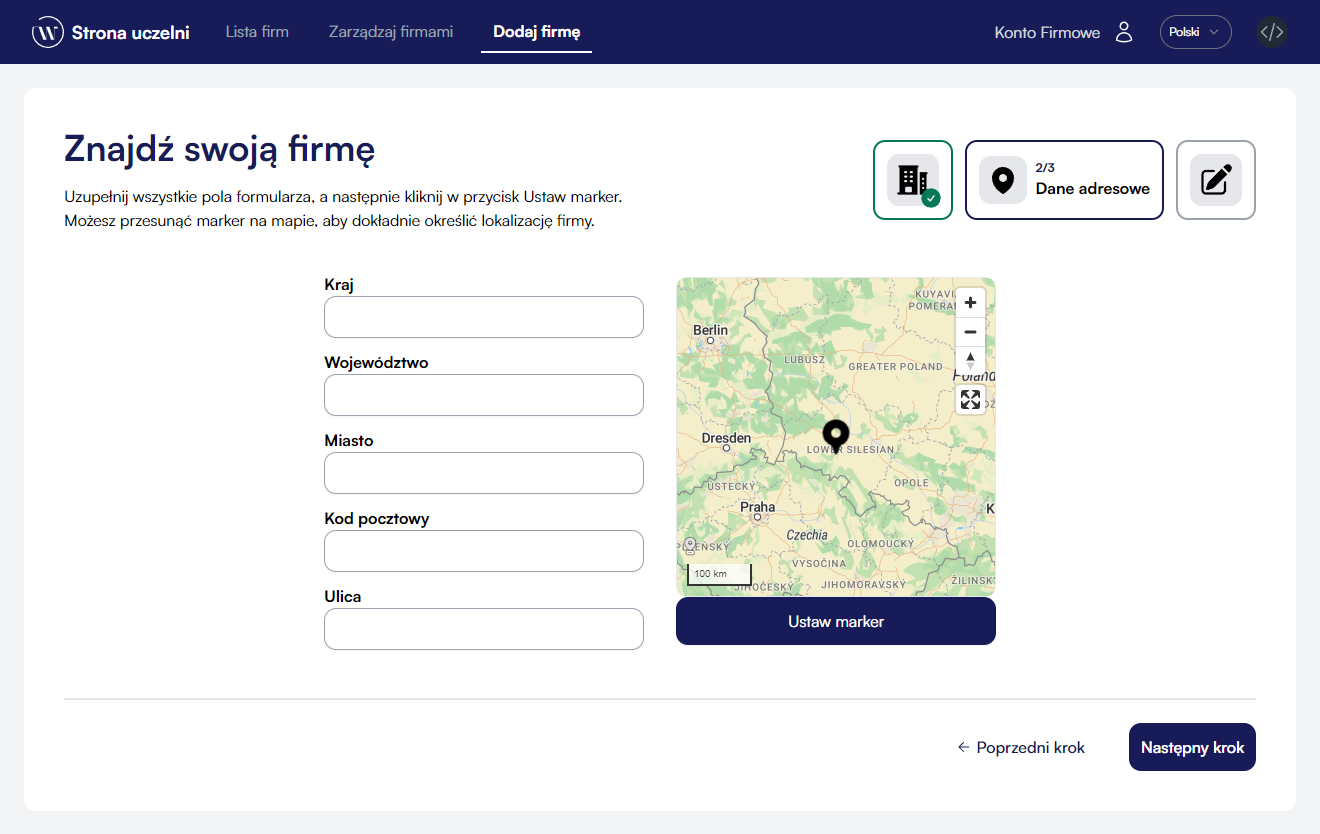 W Strona uczelni
Lista firm
Zarządzaj firmami
Dodaj firmę
Konto Firmowe
Polski
</>
Znajdź swoją firmę
Uzupełnij wszystkie pola formularza, a następnie kliknij w przycisk Ustaw marker.
Możesz przesunąć marker na mapie, aby dokładnie określić lokalizację firmy.
2/3
Dane adresowe
Kraj
Województwo
Miasto
Kod pocztowy
Ulica
KUYAVI
POMERA
Berlin
LUBUSZ
GREATER POLAND
Poland
Dresden
LOWER SILESIAN
ÚSTECKÝ
OPOLE
Praha
K
Czechia
OLOMOUCKÝ
PLZEŇSKÝ
VYSOČINA
100 km
JIHOČESKÝ
JIHOMORAVSKÝ
ŽILINSK
Ustaw marker
← Poprzedni krok
Następny krok